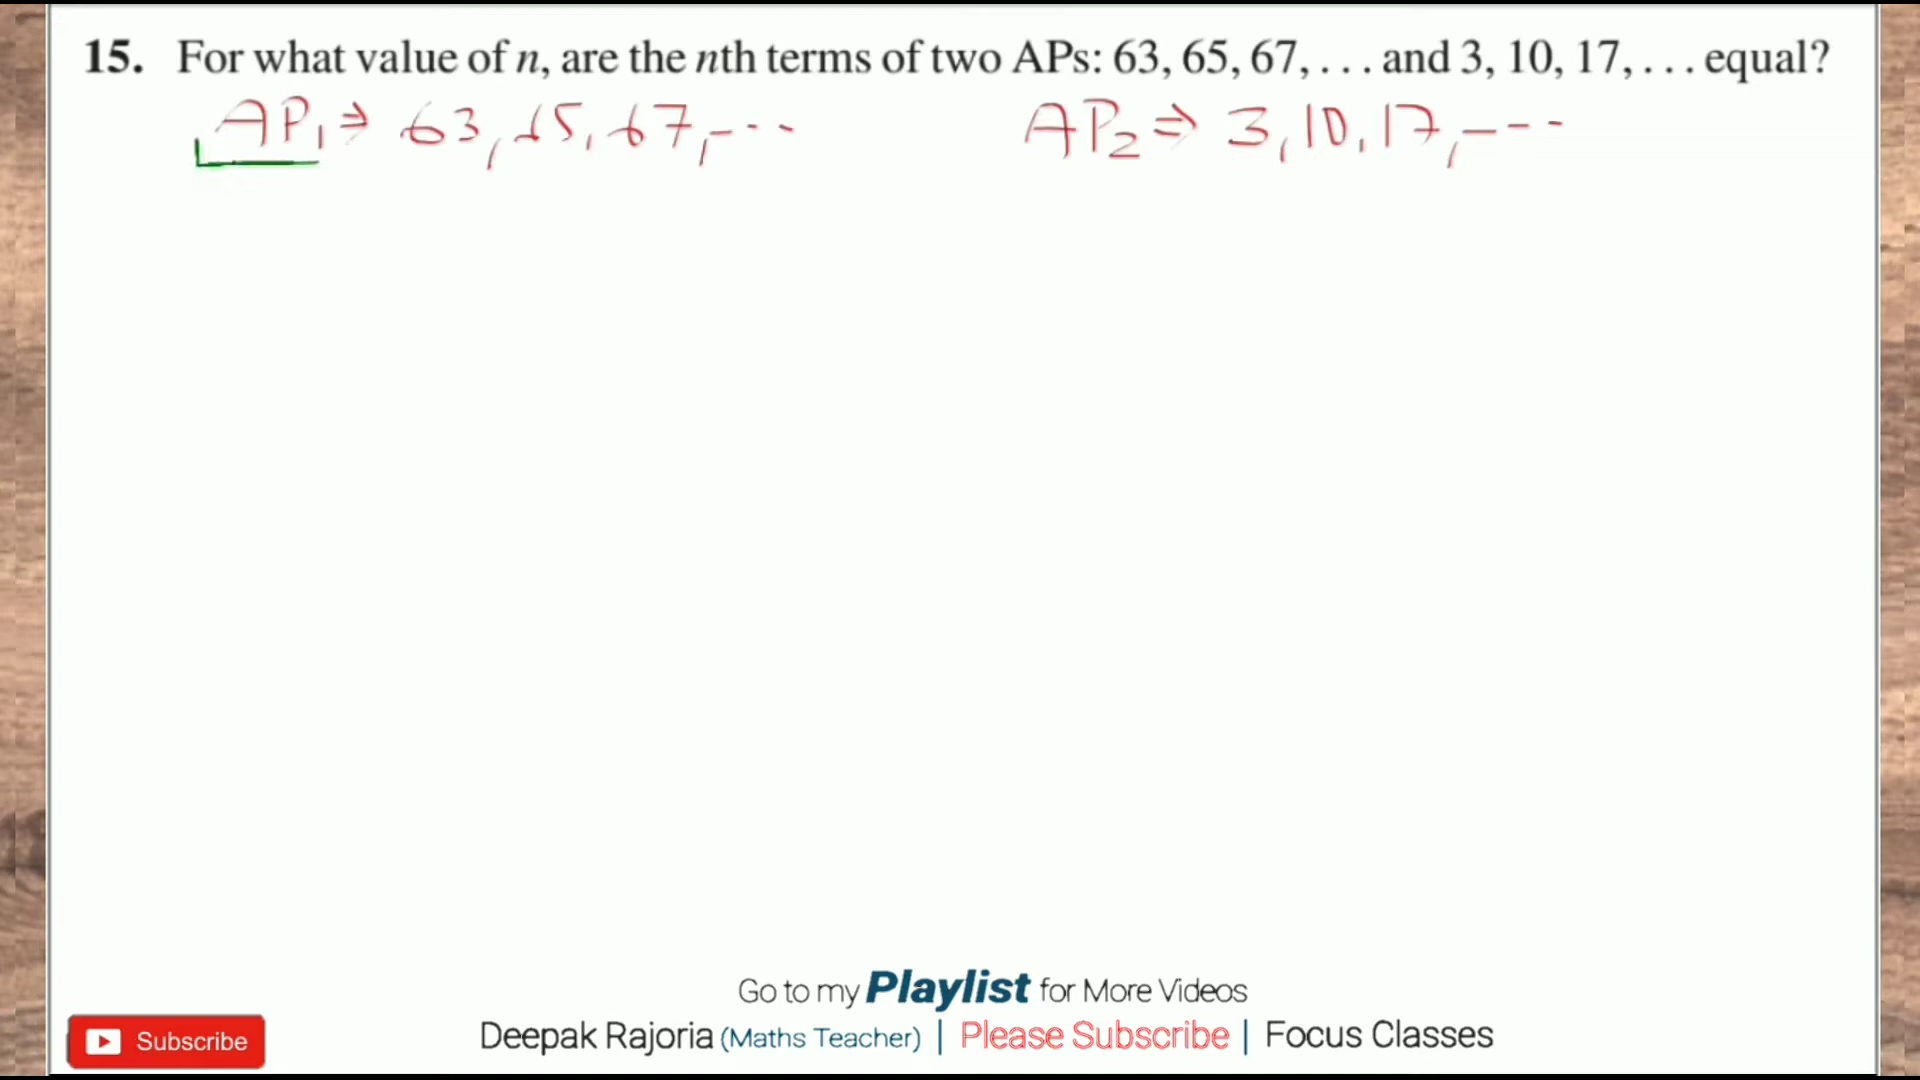 15. For what value of n, are the nth terms of two APs: 63, 65, 67, . . . and 3, 10, 17, . . . equal?
AP₁ ⇒ 63, 65, 67, --- AP₂ ⇒ 3, 10, 17, ---
Go to my Playlist for More Videos
Subscribe Deepak Rajoria (Maths Teacher) | Please Subscribe | Focus Classes